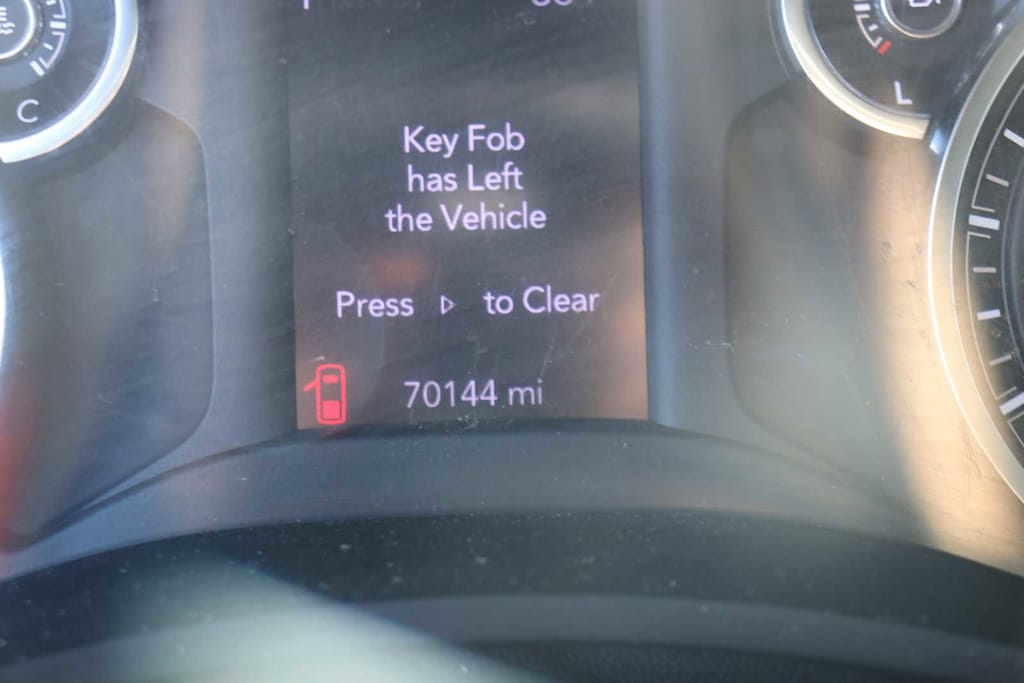 C
L
Key Fob
has Left
the Vehicle
Press ▷ to Clear
70144 mi